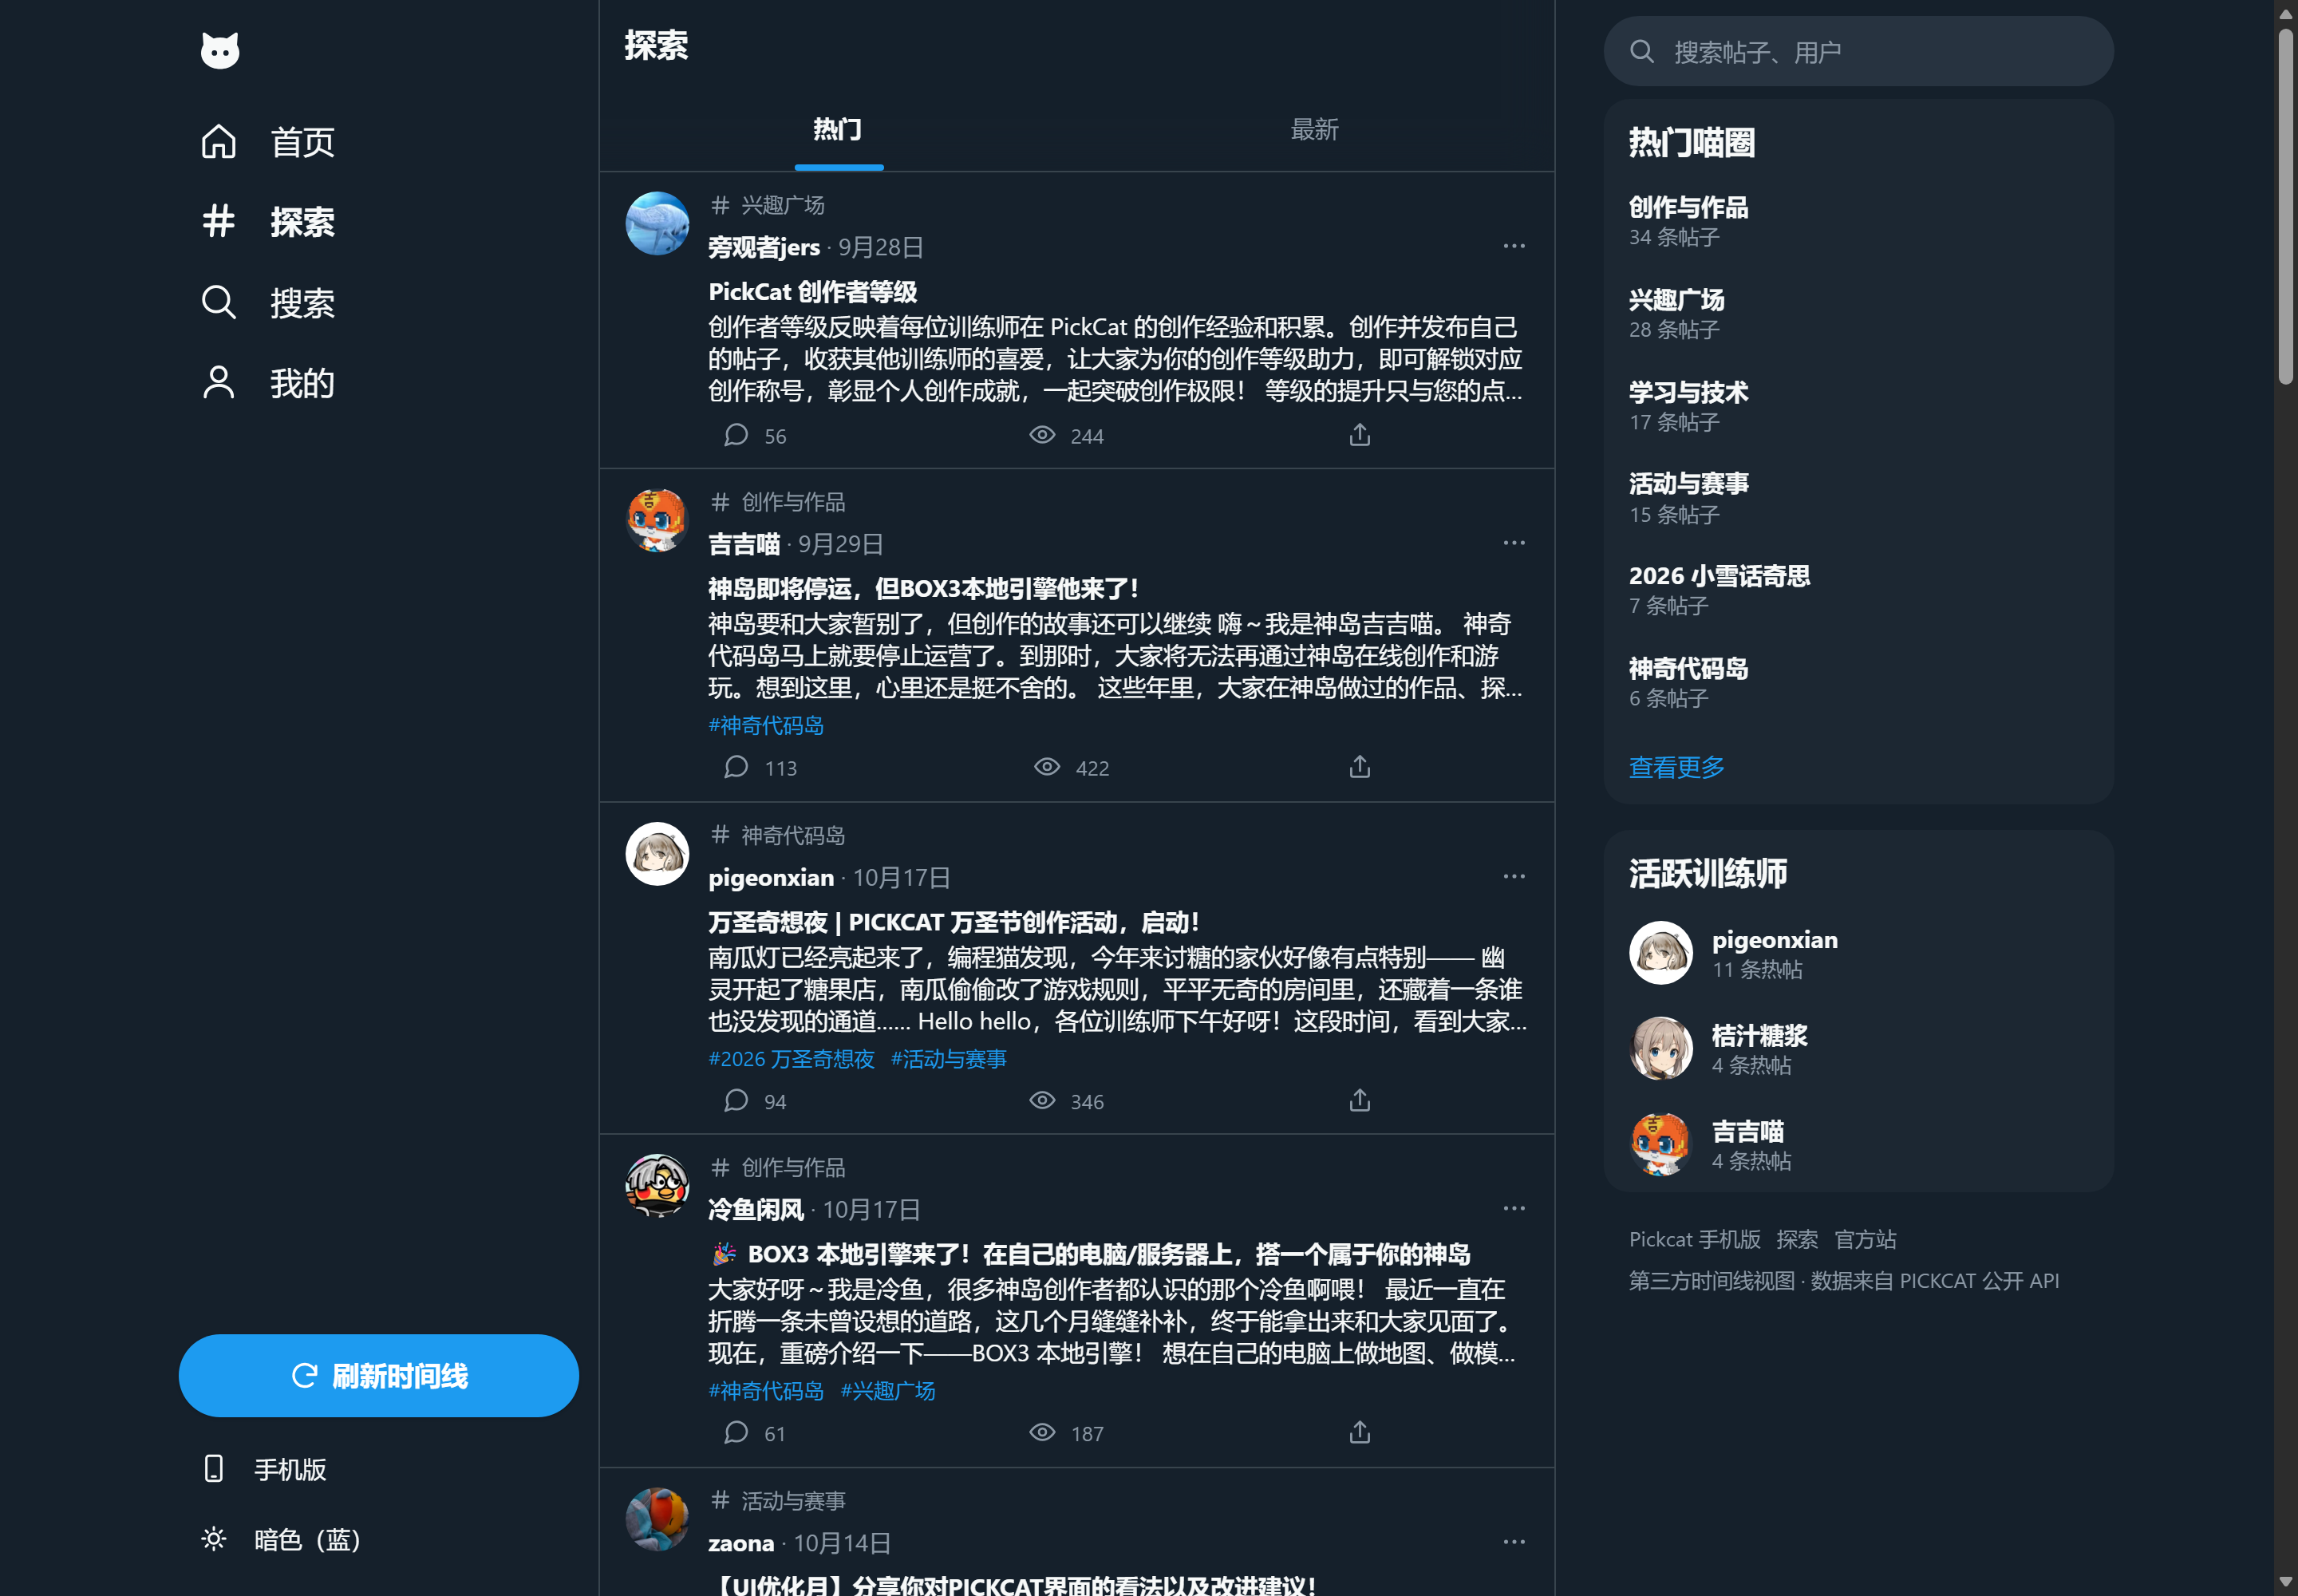 首页
探索
搜索
我的
刷新时间线
手机版
暗色（蓝）
探索
热门
最新
# 兴趣广场
旁观者jers · 9月28日
PickCat 创作者等级
创作者等级反映着每位训练师在 PickCat 的创作经验和积累。创作并发布自己
的帖子，收获其他训练师的喜爱，让大家为你的创作等级助力，即可解锁对应
创作称号，彰显个人创作成就，一起突破创作极限！ 等级的提升只与您的点...
56
244
# 创作与作品
吉吉喵 · 9月29日
神岛即将停运，但BOX3本地引擎他来了！
神岛要和大家暂别了，但创作的故事还可以继续 嗨～我是神岛吉吉喵。 神奇
代码岛马上就要停止运营了。到那时，大家将无法再通过神岛在线创作和游
玩。想到这里，心里还是挺不舍的。 这些年里，大家在神岛做过的作品、探...
#神奇代码岛
113
422
# 神奇代码岛
pigeonxian · 10月17日
万圣奇想夜 | PICKCAT 万圣节创作活动，启动！
南瓜灯已经亮起来了，编程猫发现，今年来讨糖的家伙好像有点特别—— 幽
灵开起了糖果店，南瓜偷偷改了游戏规则，平平无奇的房间里，还藏着一条谁
也没发现的通道…… Hello hello，各位训练师下午好呀！这段时间，看到大家...
#2026 万圣奇想夜 #活动与赛事
94
346
# 创作与作品
冷鱼闲风 · 10月17日
🎉 BOX3 本地引擎来了！在自己的电脑/服务器上，搭一个属于你的神岛
大家好呀～我是冷鱼，很多神岛创作者都认识的那个冷鱼啊喂！ 最近一直在
折腾一条未曾设想的道路，这几个月缝缝补补，终于能拿出来和大家见面了。
现在，重磅介绍一下——BOX3 本地引擎！ 想在自己的电脑上做地图、做模...
#神奇代码岛 #兴趣广场
61
187
# 活动与赛事
zaona · 10月14日
【UI优化月】分享你对PICKCAT界面的看法以及改进建议！
搜索帖子、用户
热门喵圈
创作与作品
34 条帖子
兴趣广场
28 条帖子
学习与技术
17 条帖子
活动与赛事
15 条帖子
2026 小雪话奇思
7 条帖子
神奇代码岛
6 条帖子
查看更多
活跃训练师
pigeonxian
11 条热帖
桔汁糖浆
4 条热帖
吉吉喵
4 条热帖
Pickcat 手机版 探索 官方站
第三方时间线视图 · 数据来自 PICKCAT 公开 API